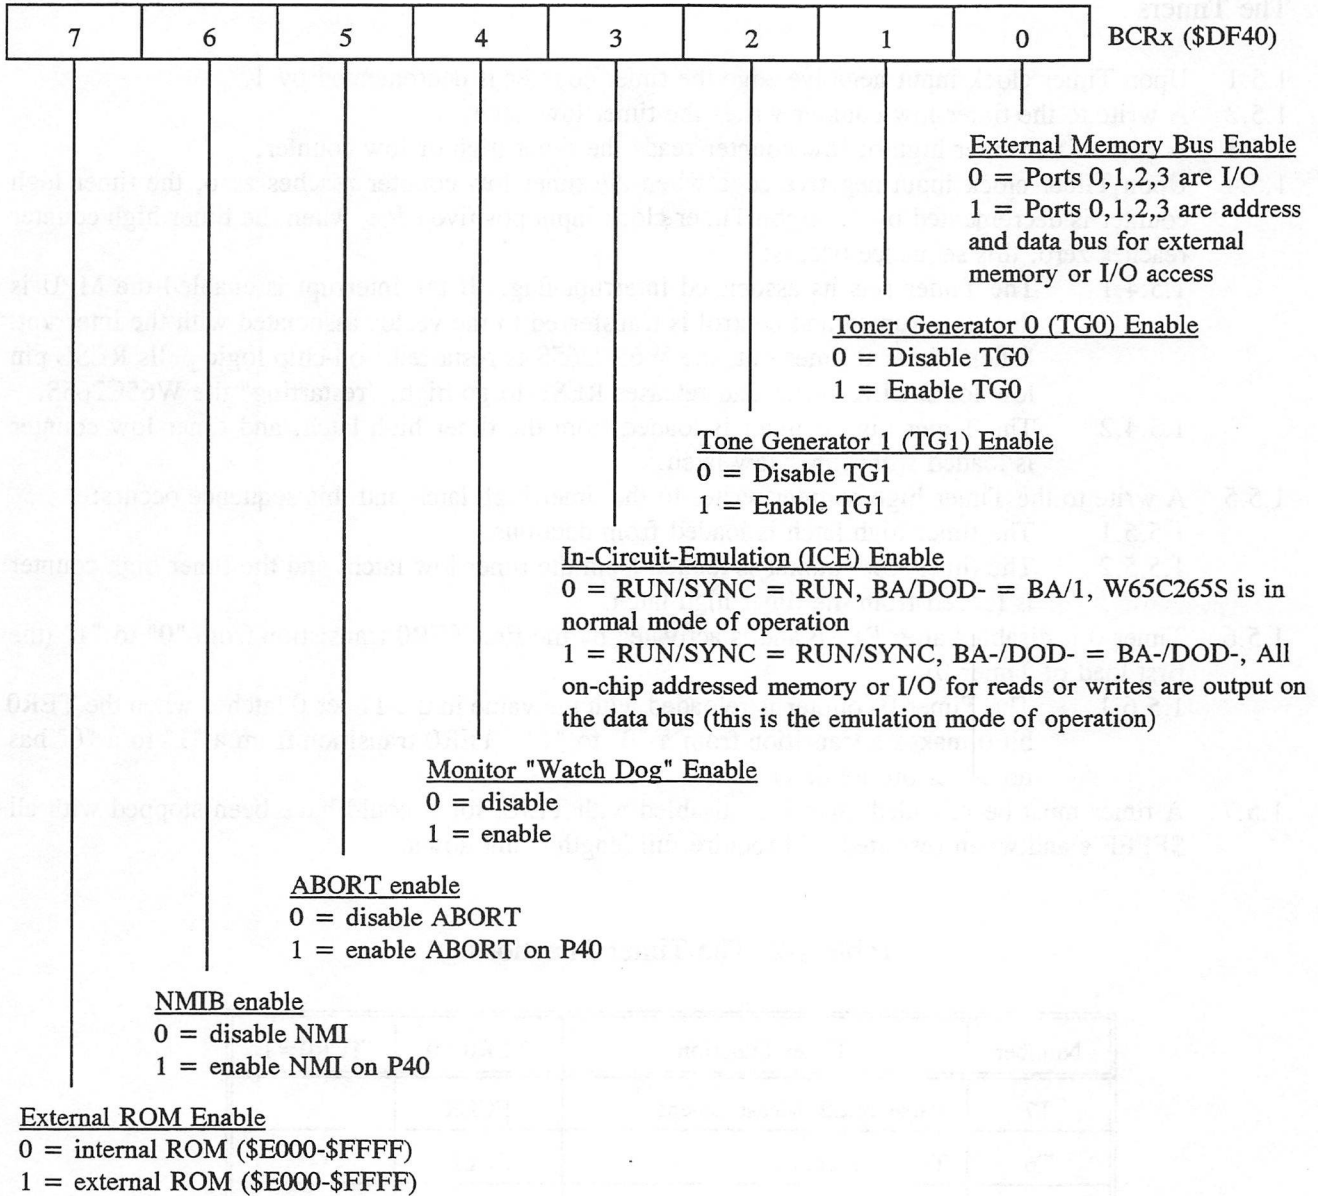 7 6 5 4 3 2 1 0 BCRx ($DF40)
External Memory Bus Enable
0 = Ports 0,1,2,3 are I/O
1 = Ports 0,1,2,3 are address
and data bus for external
memory or I/O access
Toner Generator 0 (TG0) Enable
0 = Disable TG0
1 = Enable TG0
Tone Generator 1 (TG1) Enable
0 = Disable TG1
1 = Enable TG1
In-Circuit-Emulation (ICE) Enable
0 = RUN/SYNC = RUN, BA/DOD- = BA/1, W65C265S is in
normal mode of operation
1 = RUN/SYNC = RUN/SYNC, BA-/DOD- = BA-/DOD-, All
on-chip addressed memory or I/O for reads or writes are output on
the data bus (this is the emulation mode of operation)
Monitor "Watch Dog" Enable
0 = disable
1 = enable
ABORT enable
0 = disable ABORT
1 = enable ABORT on P40
NMIB enable
0 = disable NMI
1 = enable NMI on P40
External ROM Enable
0 = internal ROM ($E000-$FFFF)
1 = external ROM ($E000-$FFFF)